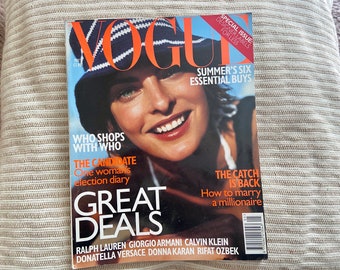 VOGUE
SPECIAL ISSUE
SUMMER'S SIX
ESSENTIAL BUYS
WHO SHOPS
WITH WHO
THE CANDIDATE
One woman's
election diary
THE CATCH
IS BACK
How to marry
a millionaire
GREAT
DEALS
RALPH LAUREN GIORGIO ARMANI CALVIN KLEIN
DONATELLA VERSACE DONNA KARAN RIFAT OZBEK